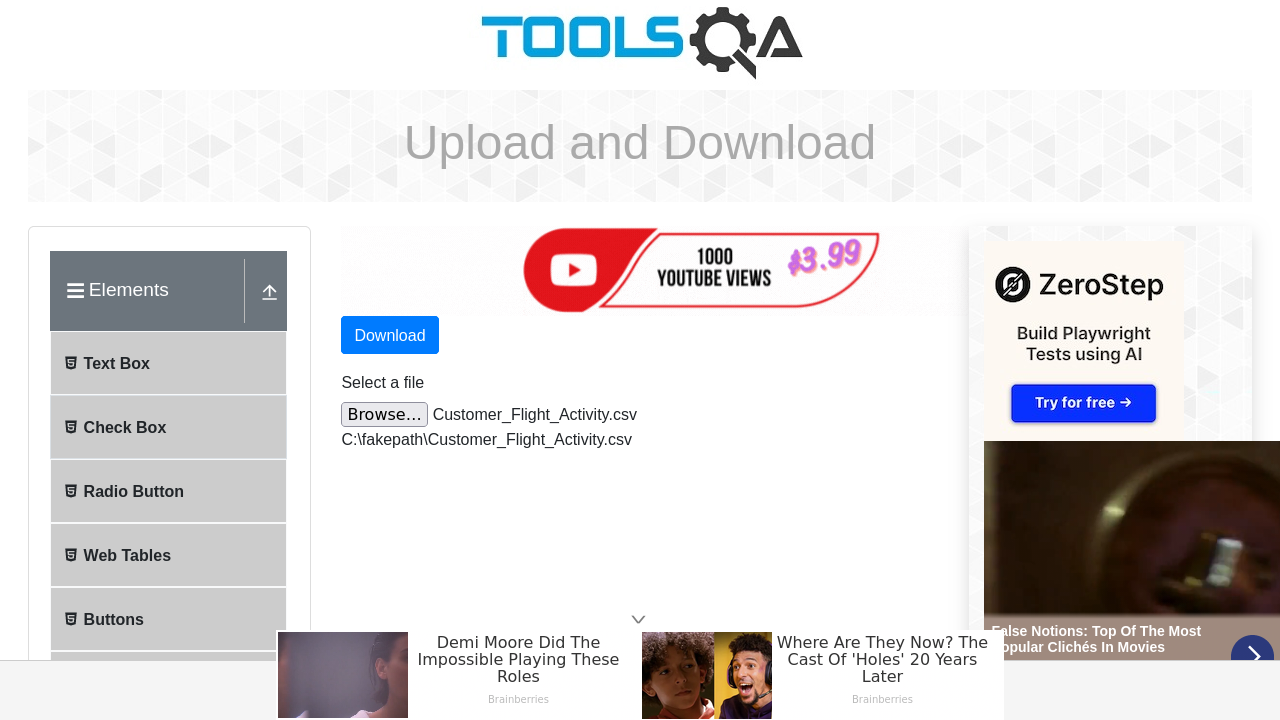 TOOLSQA
Upload and Download
Elements
Text Box
Check Box
Radio Button
Web Tables
Buttons
1000
YOUTUBE VIEWS
$3.99
Download
Select a file
Browse... Customer_Flight_Activity.csv
C:\fakepath\Customer_Flight_Activity.csv
ZeroStep
Build Playwright
Tests using AI
Try for free →
False Notions: Top Of The Most
Popular Clichés In Movies
Demi Moore Did The
Impossible Playing These
Roles
Brainberries
Where Are They Now? The
Cast Of 'Holes' 20 Years
Later
Brainberries